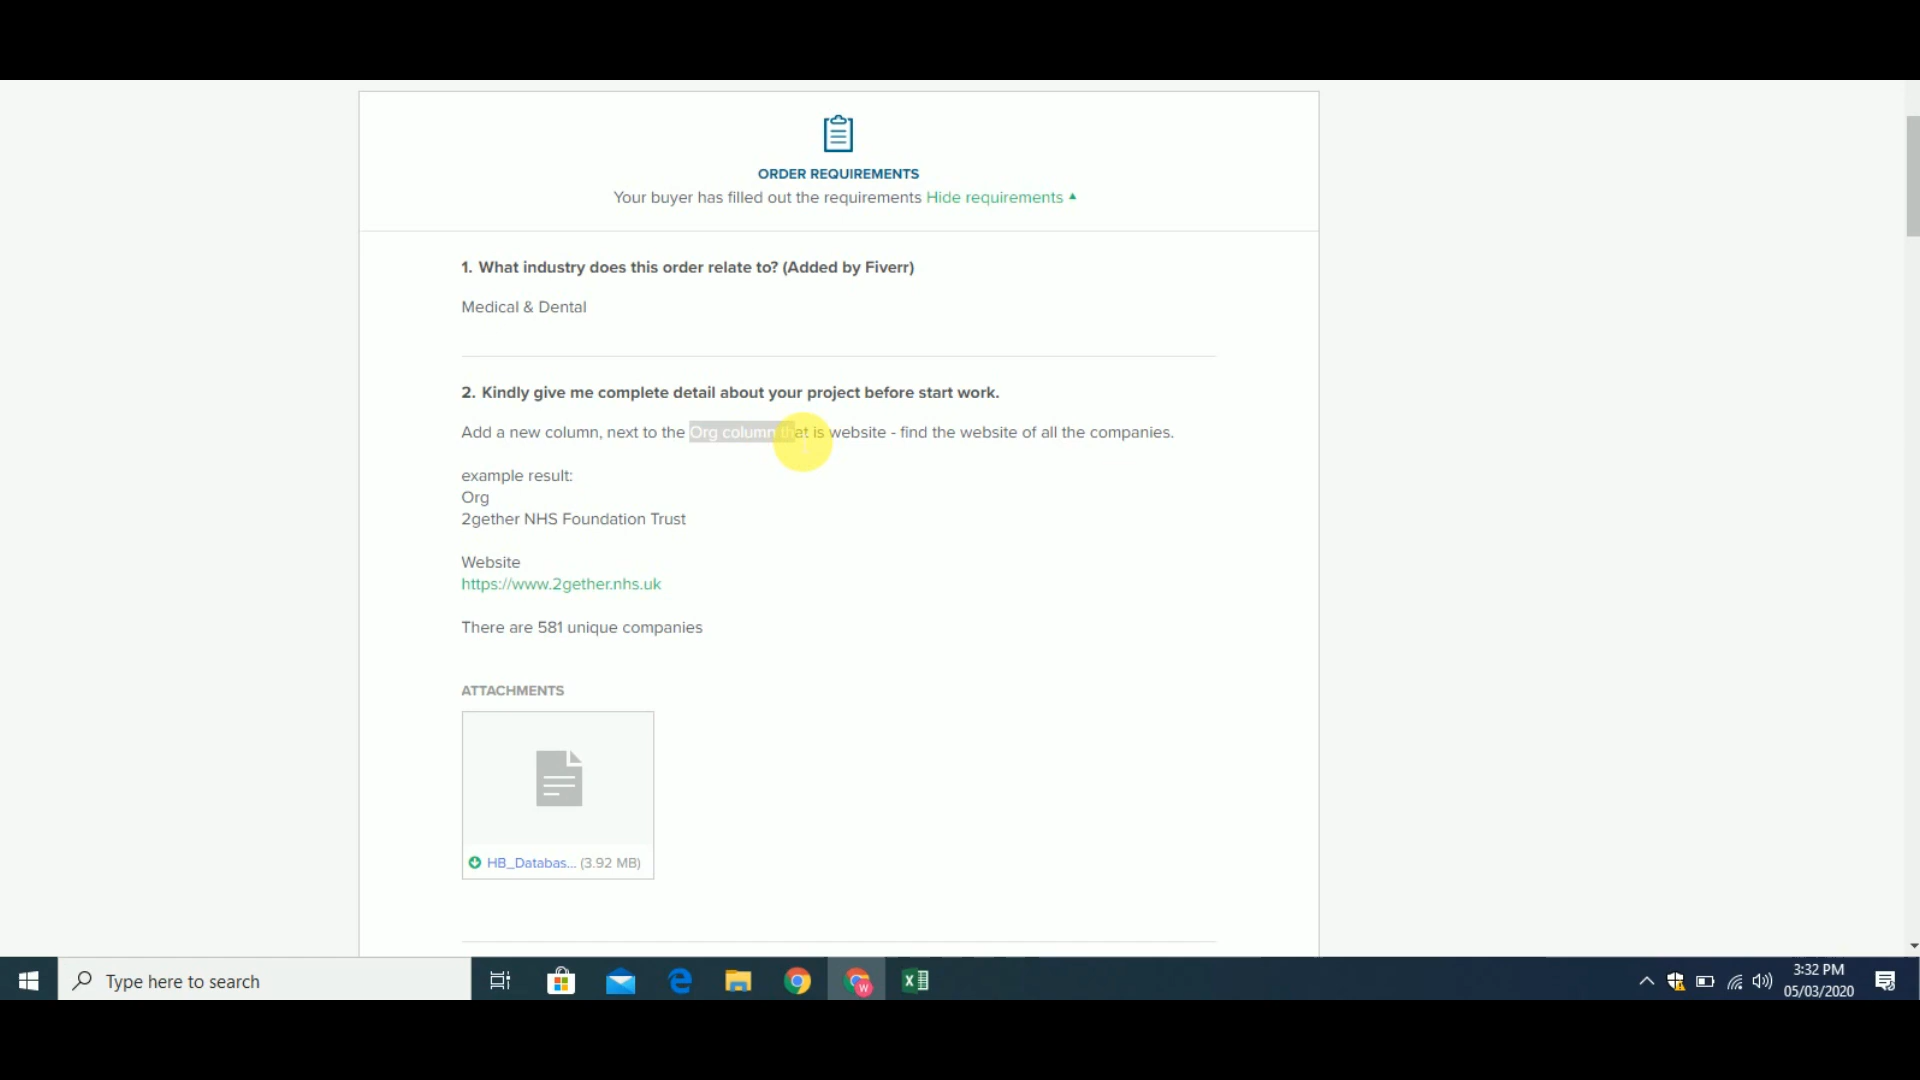 ORDER REQUIREMENTS
Your buyer has filled out the requirements Hide requirements ▲
1. What industry does this order relate to? (Added by Fiverr)
Medical & Dental
2. Kindly give me complete detail about your project before start work.
Add a new column, next to the Org column that is website - find the website of all the companies.
example result:
Org
2gether NHS Foundation Trust
Website
https://www.2gether.nhs.uk
There are 581 unique companies
ATTACHMENTS
HB_Databas... (3.92 MB)
Type here to search
3:32 PM
05/03/2020